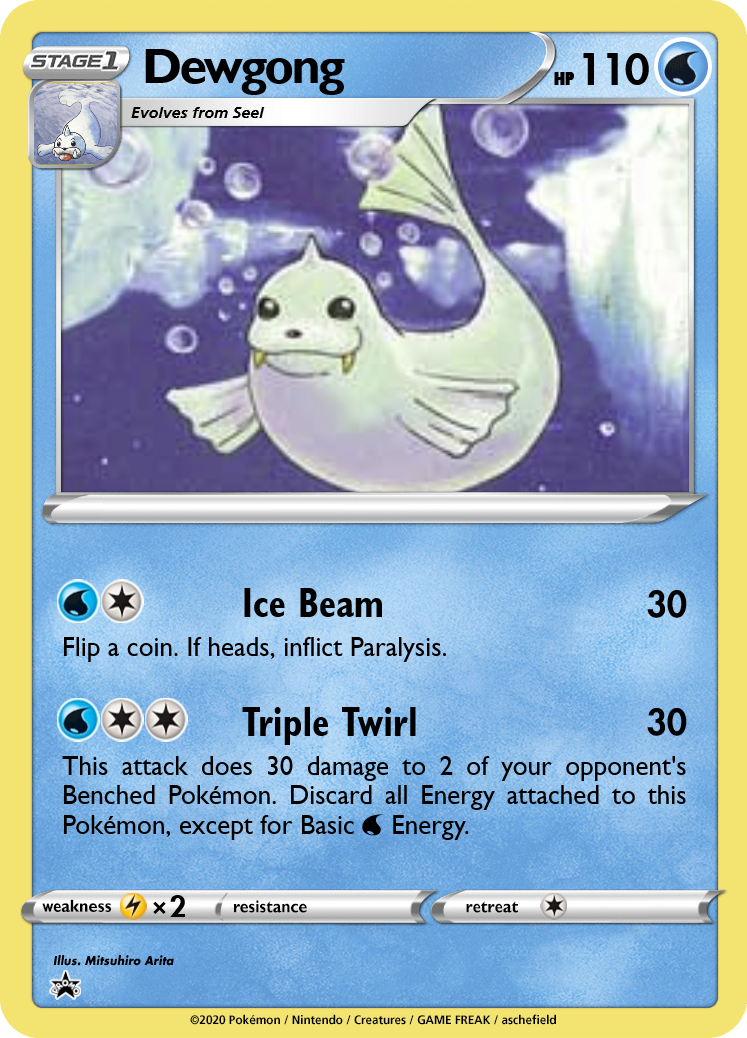 STAGE1
Dewgong
HP 110
Evolves from Seel
Ice Beam 30
Flip a coin. If heads, inflict Paralysis.
Triple Twirl 30
This attack does 30 damage to 2 of your opponent's
Benched Pokémon. Discard all Energy attached to this
Pokémon, except for Basic Energy.
weakness ×2 resistance retreat
Illus. Mitsuhiro Arita
PROMO
©2020 Pokémon / Nintendo / Creatures / GAME FREAK / aschefield